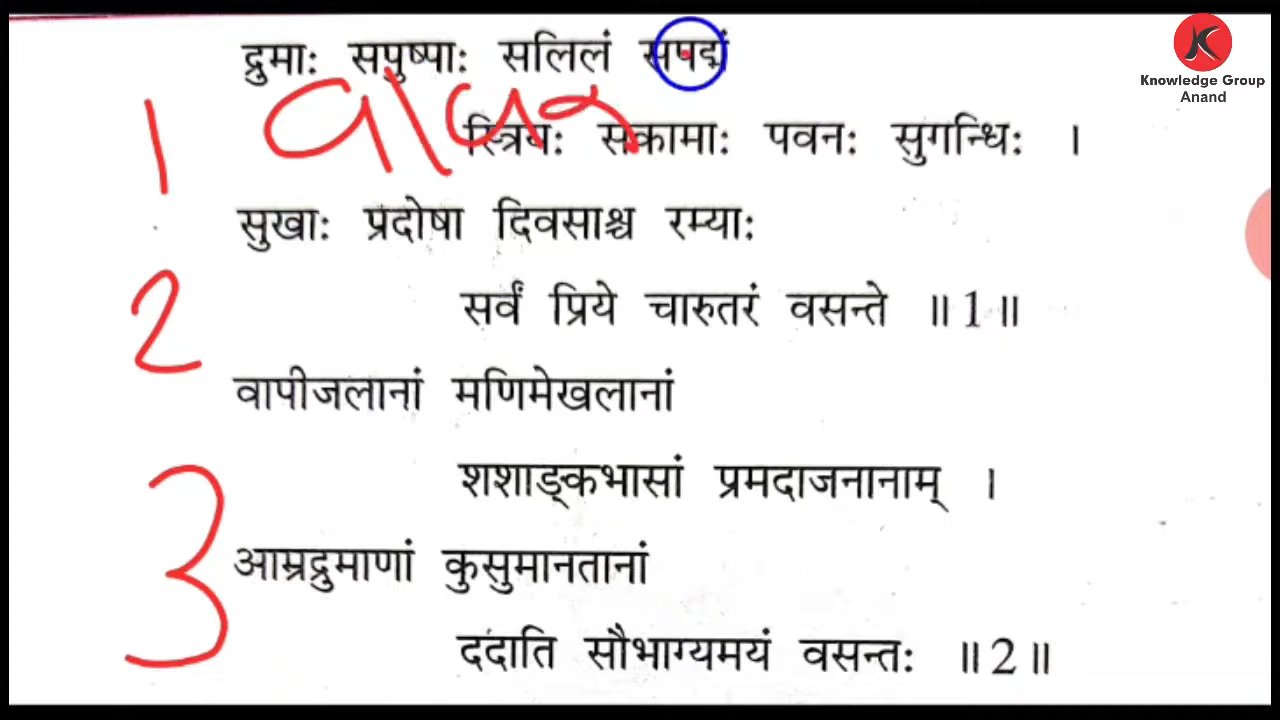 द्रुमाः सपुष्पाः सलिलं सपद्मं
स्त्रियः सकामाः पवनः सुगन्धिः ।
सुखाः प्रदोषा दिवसाश्च रम्याः
सर्वं प्रिये चारुतरं वसन्ते ॥1॥
वापीजलानां मणिमेखलानां
शशाङ्कभासां प्रमदाजनानाम् ।
आम्रद्रुमाणां कुसुमानतानां
ददाति सौभाग्यमयं वसन्तः ॥2॥
1
2
3
K
Knowledge Group
Anand